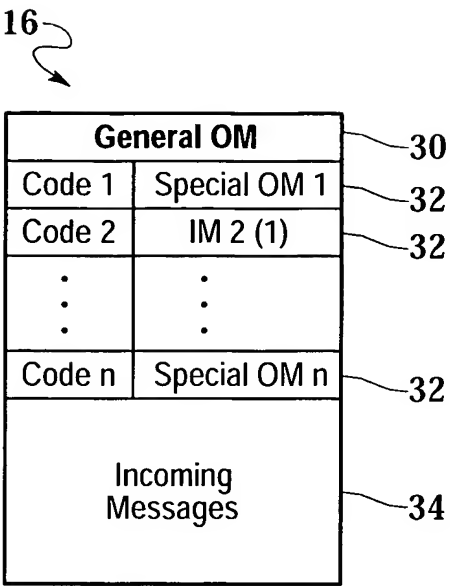 16
General OM 30
Code 1 Special OM 1 32
Code 2 IM 2 (1) 32
Code n Special OM n 32
Incoming
Messages 34